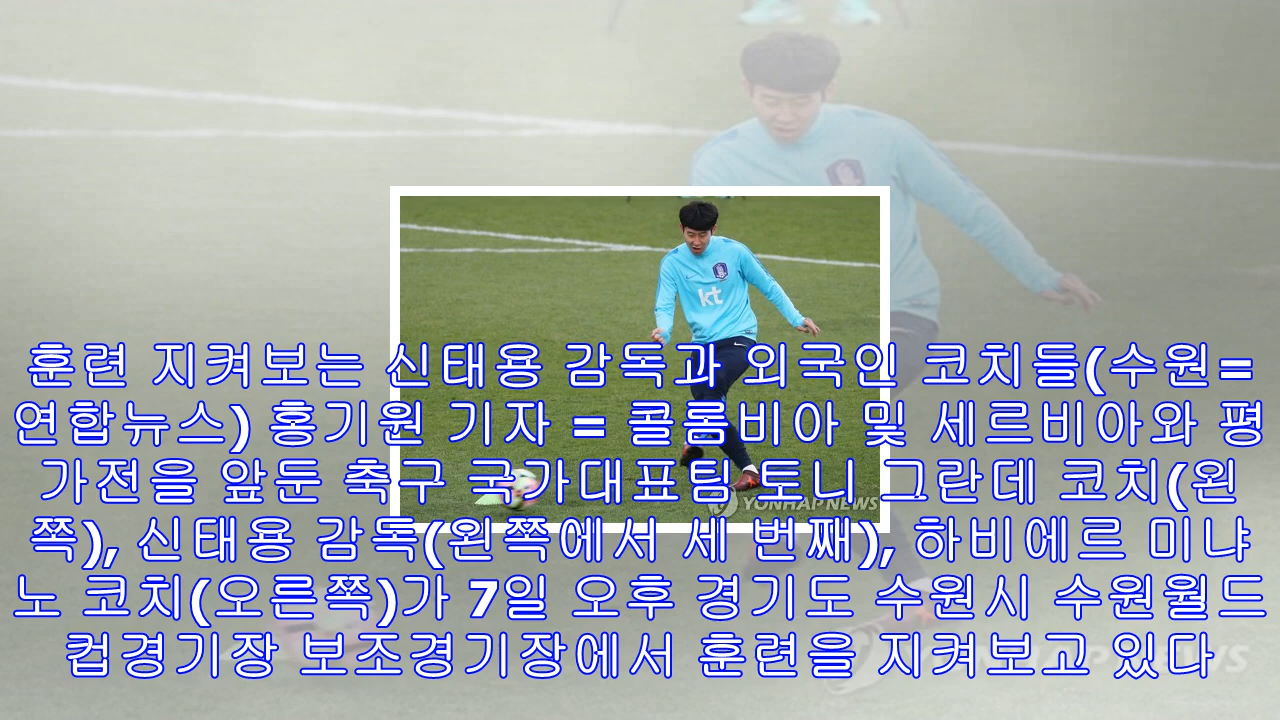 kt
YONHAP NEWS
훈련 지켜보는 신태용 감독과 외국인 코치들(수원=
연합뉴스) 홍기원 기자 = 콜롬비아 및 세르비아와 평
가전을 앞둔 축구 국가대표팀 토니 그란데 코치(왼
쪽), 신태용 감독(왼쪽에서 세 번째), 하비에르 미냐
노 코치(오른쪽)가 7일 오후 경기도 수원시 수원월드
컵경기장 보조경기장에서 훈련을 지켜보고 있다
YONHAP NEWS